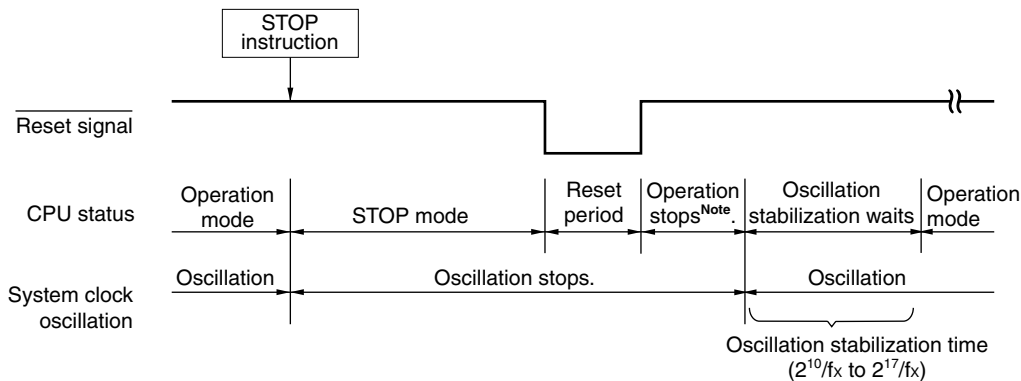 STOP
instruction
Reset signal
CPU status
Operation
mode
STOP mode
Reset
period
Operation
stopsNote.
Oscillation
stabilization waits
Operation
mode
System clock
oscillation
Oscillation
Oscillation stops.
Oscillation
Oscillation stabilization time
(2^10/fx to 2^17/fx)